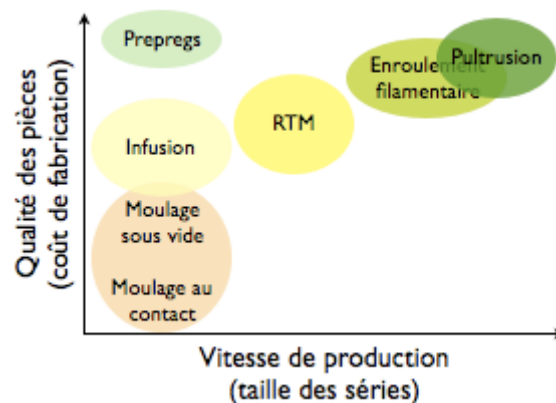 Qualité des pièces
(coût de fabrication)
Prepregs
Infusion
Moulage
sous vide
Moulage au
contact
RTM
Enroulement
filamentaire
Pultrusion
Vitesse de production
(taille des séries)